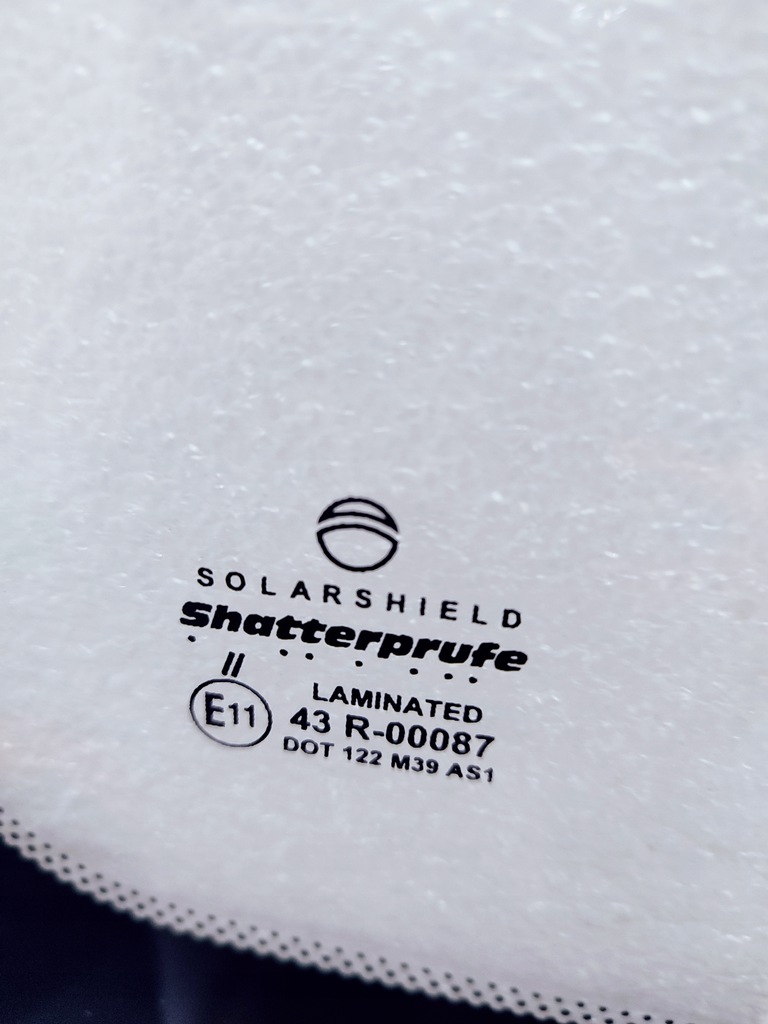 SOLARSHIELD
Shatterprufe
II
E11
LAMINATED
43 R-00087
DOT 122 M39 AS1